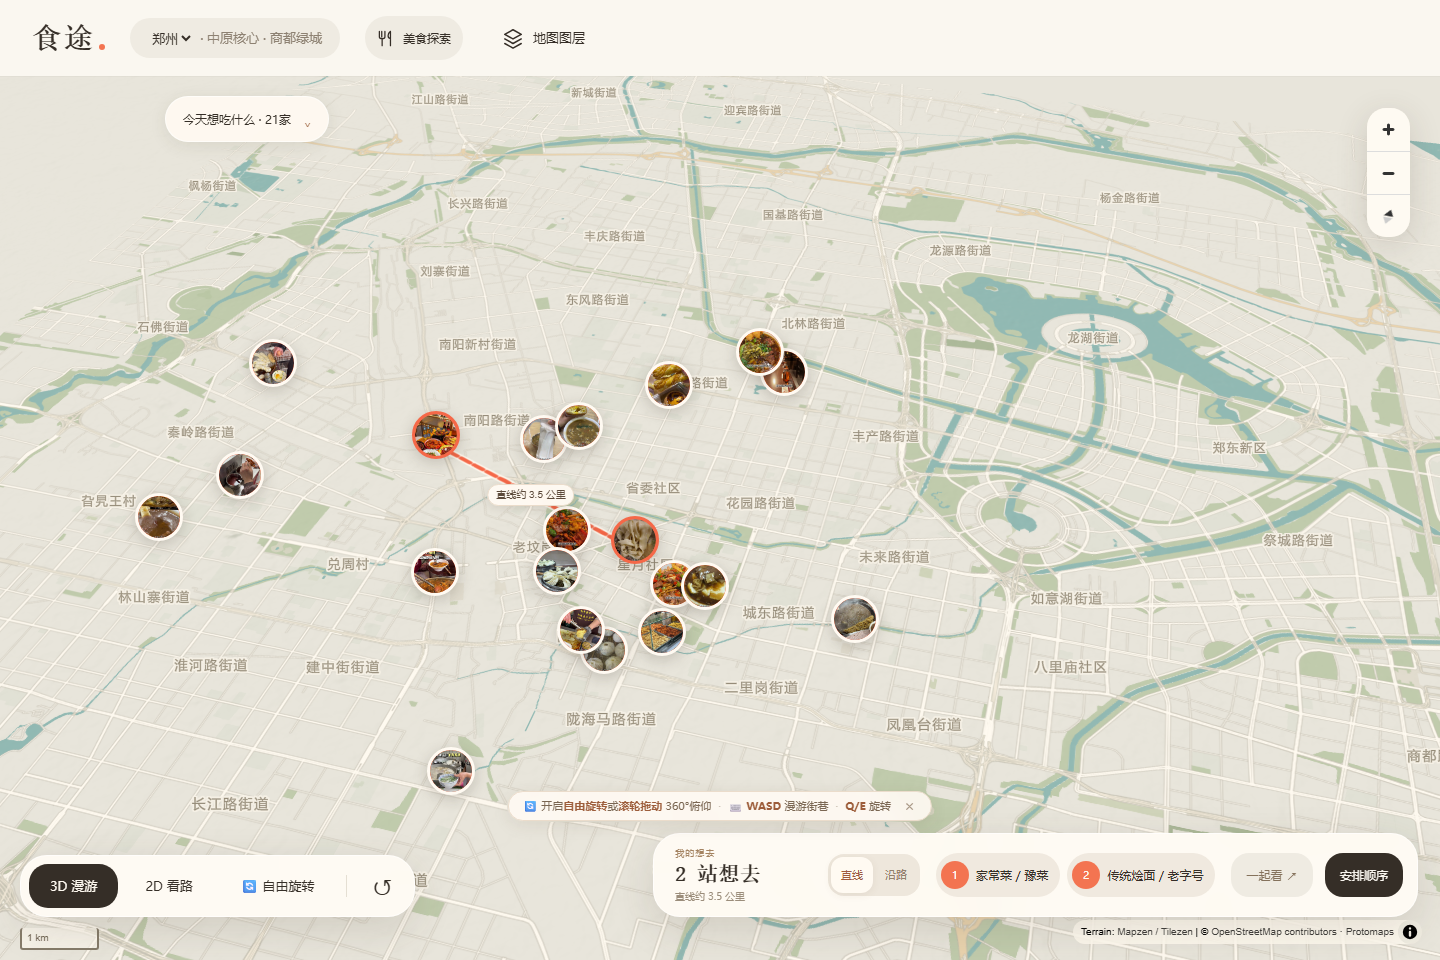 食途.
郑州 · 中原核心 · 商都绿城
美食探索
地图图层
今天想吃什么 · 21家
江山路街道
新城街道
迎宾路街道
枫杨街道
长兴路街道
国基路街道
杨金路街道
丰庆路街道
龙源路街道
刘寨街道
东风路街道
石佛街道
北林路街道
龙湖街道
南阳新村街道
路街道
南阳路街道
秦岭路街道
丰产路街道
郑东新区
直线约 3.5 公里
省委社区
花园路街道
旮旯王村
老坟
祭城路街道
未来路街道
兑周村
林山寨街道
如意湖街道
城东路街道
淮河路街道
建中街街道
八里庙社区
二里岗街道
陇海马路街道
凤凰台街道
商都
长江路街道
开启自由旋转或滚轮拖动 360°俯仰 · WASD 漫游街巷 · Q/E 旋转 ×
道
3D 漫游
2D 看路
自由旋转
我的想去
2 站想去
直线约 3.5 公里
直线
沿路
1 家常菜 / 豫菜
2 传统烩面 / 老字号
一起看 ↗
安排顺序
1 km
Terrain: Mapzen / Tilezen | © OpenStreetMap contributors · Protomaps